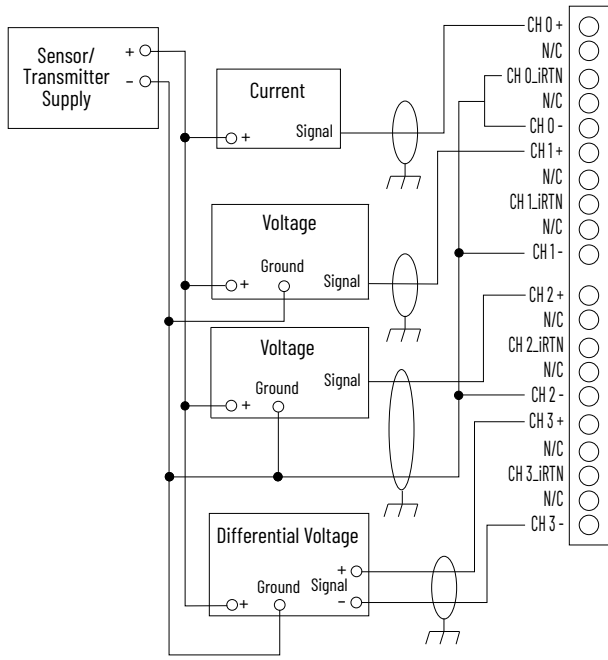 Sensor/
Transmitter
Supply
+
−
Current
Signal
+
Voltage
Ground
Signal
+
Voltage
Signal
Ground
+
Differential Voltage
+
Signal
Ground
−
+
CH 0 +
N/C
CH 0_iRTN
N/C
CH 0 -
CH 1 +
N/C
CH 1_iRTN
N/C
CH 1 -
CH 2 +
N/C
CH 2_iRTN
N/C
CH 2 -
CH 3 +
N/C
CH 3_iRTN
N/C
CH 3 -